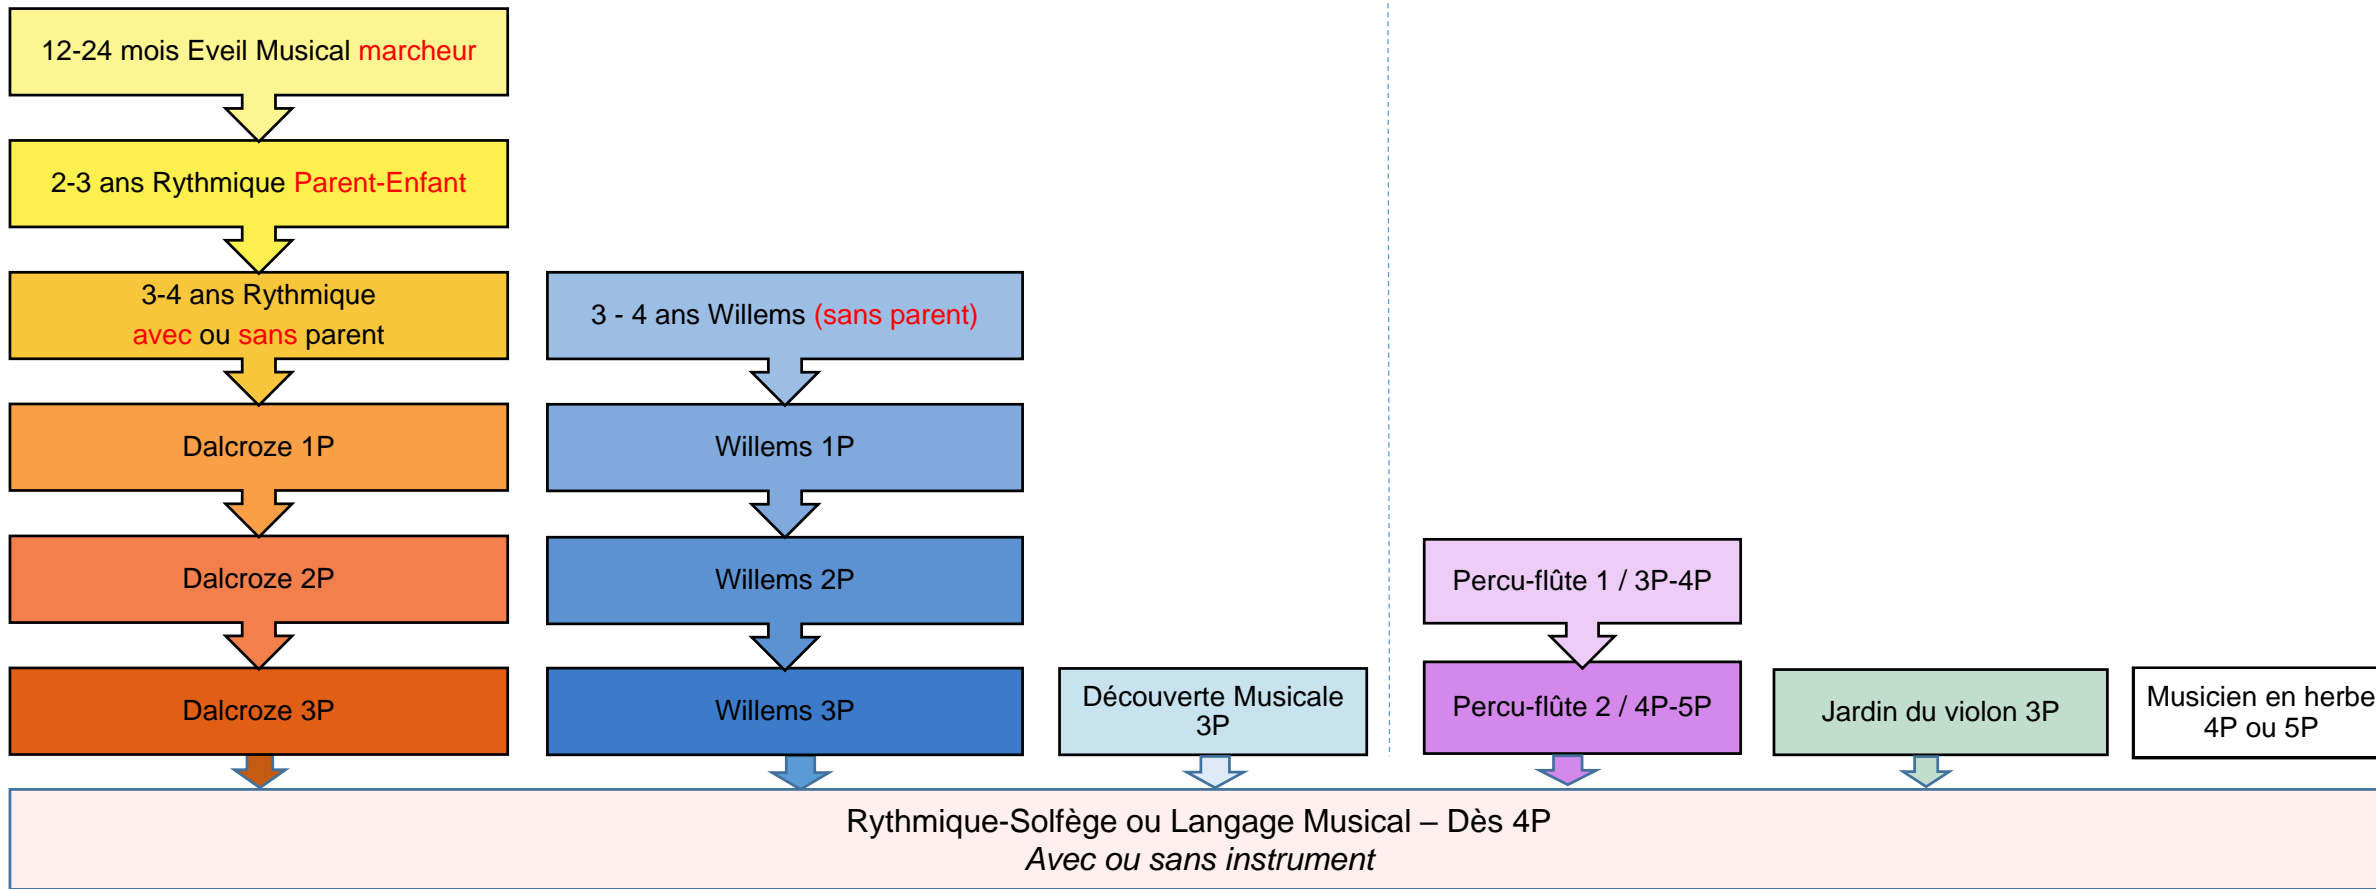 12-24 mois Eveil Musical marcheur
2-3 ans Rythmique Parent-Enfant
3-4 ans Rythmique
avec ou sans parent
3 - 4 ans Willems (sans parent)
Dalcroze 1P
Willems 1P
Dalcroze 2P
Willems 2P
Percu-flûte 1 / 3P-4P
Dalcroze 3P
Willems 3P
Découverte Musicale
3P
Percu-flûte 2 / 4P-5P
Jardin du violon 3P
Musicien en herbe
4P ou 5P
Rythmique-Solfège ou Langage Musical – Dès 4P
Avec ou sans instrument